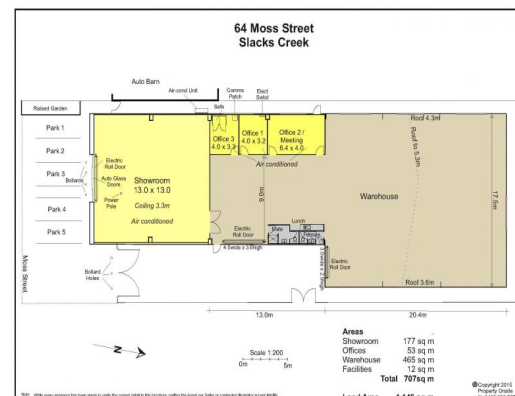 64 Moss Street
Slacks Creek
Auto Barn
Air-cond Unit
Comms
Patch
Elect
Swbd
Safe
Raised Garden
Park 1
Park 2
Park 3
Park 4
Park 5
Bollards
Electric
Roll Door
Auto Glass
Doors
Power
Pole
Showroom
13.0 x 13.0
Ceiling 3.3m
Air conditioned
Office 3
4.0 x 3.3
Office 1
4.0 x 3.2
Office 2 /
Meeting
6.4 x 4.0
Air conditioned
9.0m
Roof 4.3m
Roof to 5.3m
Warehouse
17.5m
Roof 3.6m
Lunch
Male
Female
Electric
Roll Door
4.5wide x 3.6high
Electric
Roll Door
Moss Street
Bollard
Holes
13.0m
20.4m
N
Scale 1:200
0m
5m
Areas
Showroom 177 sq m
Offices 53 sq m
Warehouse 465 sq m
Facilities 12 sq m
Total 707sq m
Copyright 2015
Property Onsite